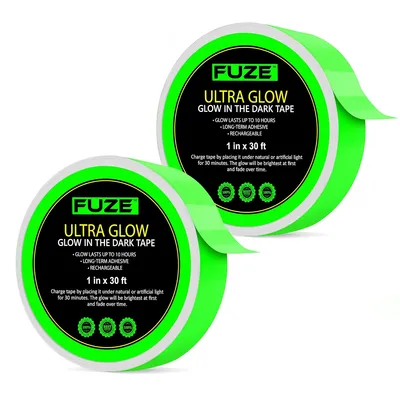 FUZE
ULTRA GLOW
GLOW IN THE DARK TAPE
• GLOW LASTS UP TO 10 HOURS
• LONG-TERM ADHESIVE
• RECHARGEABLE
1 in x 30 ft
Charge tape by placing it under natural or artificial light
for 30 minutes. The glow will be brightest at first
and fade over time.
FUZE
ULTRA GLOW
GLOW IN THE DARK TAPE
• GLOW LASTS UP TO 10 HOURS
• LONG-TERM ADHESIVE
• RECHARGEABLE
1 in x 30 ft
Charge tape by placing it under natural or artificial light
for 30 minutes. The glow will be brightest at first
and fade over time.